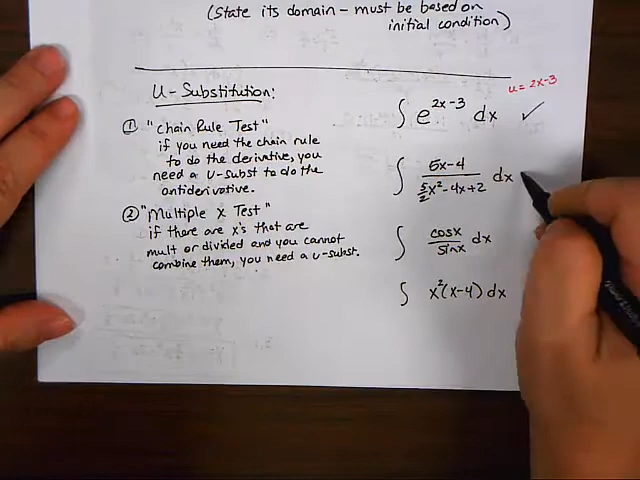 (State its domain – must be based on
initial condition)
U-Substitution:
① "Chain Rule Test"
if you need the chain rule
to do the derivative, you
need a U-subst to do the
antiderivative.
② "Multiple x Test"
if there are x's that are
mult or divided and you cannot
combine them, you need a u-subst.
u = 2x-3
∫ e^(2x-3) dx ✓
∫ (5x-4)/(5/2 x²-4x+2) dx
∫ cosx/sinx dx
∫ x²(x-4) dx